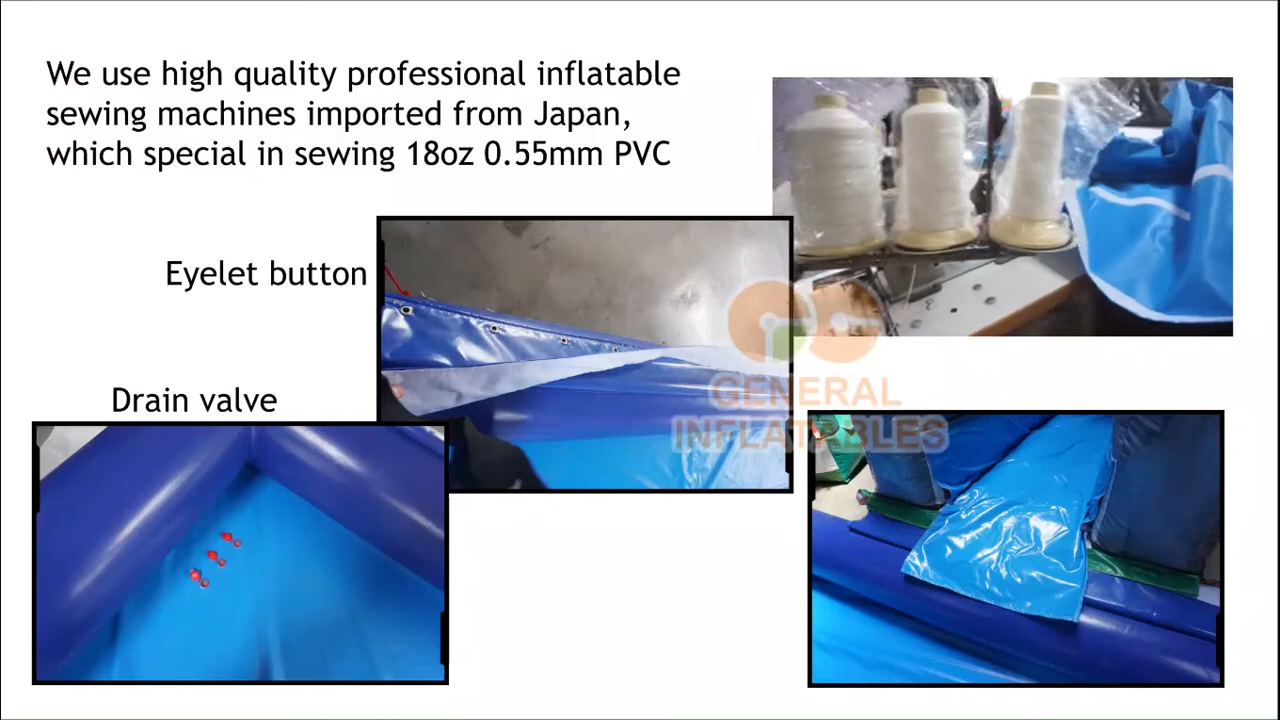 We use high quality professional inflatable
sewing machines imported from Japan,
which special in sewing 18oz 0.55mm PVC
Eyelet button
Drain valve
GENERAL
INFLATABLES